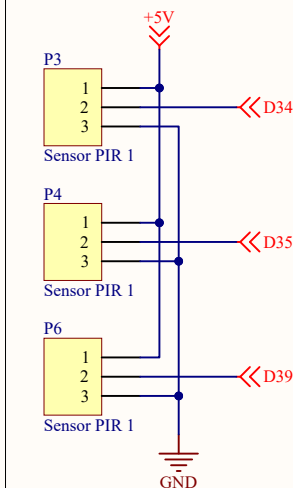 +5V
P3
1
2
D34
3
Sensor PIR 1
P4
1
2
D35
3
Sensor PIR 1
P6
1
2
D39
3
Sensor PIR 1
GND